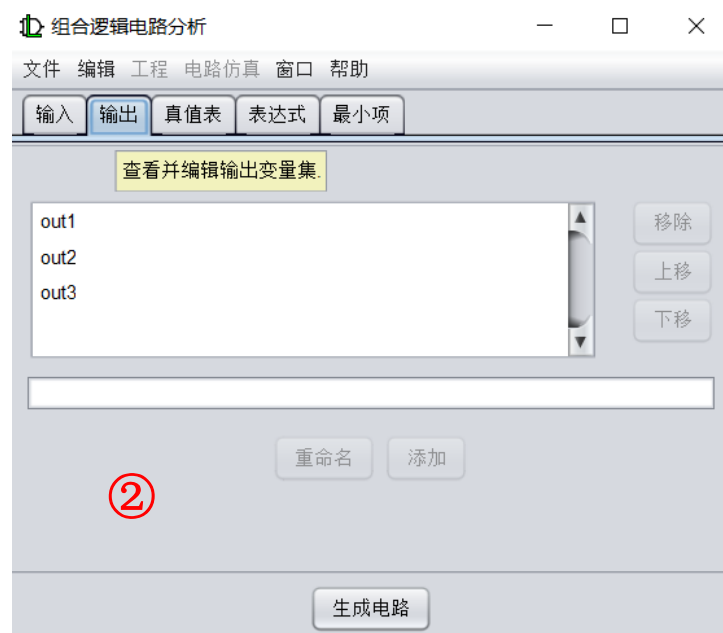 组合逻辑电路分析
文件 编辑 工程 电路仿真 窗口 帮助
输入 输出 真值表 表达式 最小项
查看并编辑输出变量集.
out1
out2
out3
移除
上移
下移
重命名 添加
②
生成电路